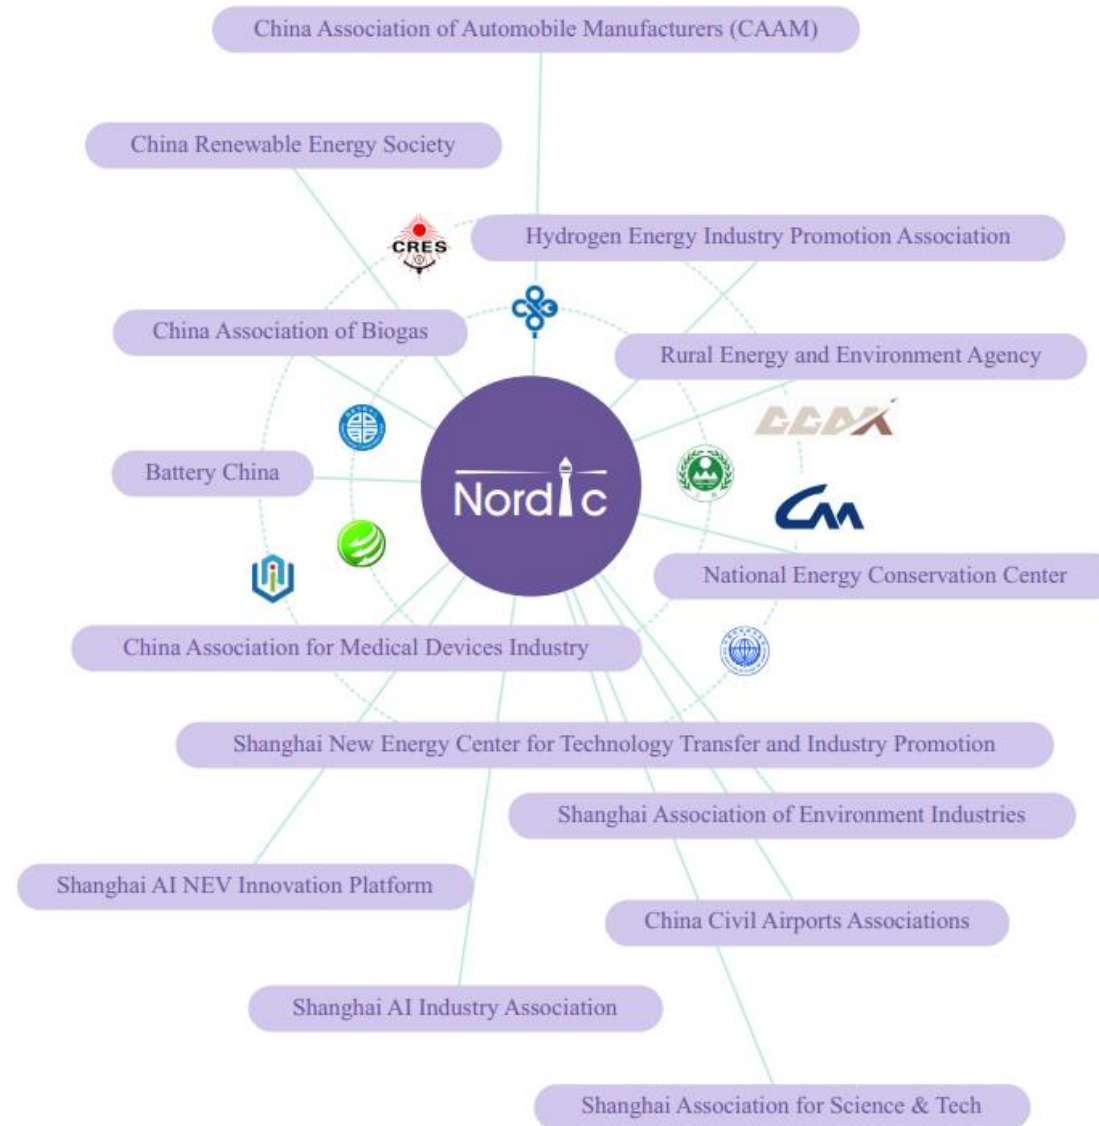 China Association of Automobile Manufacturers (CAAM)
China Renewable Energy Society
CRES
Hydrogen Energy Industry Promotion Association
China Association of Biogas
Rural Energy and Environment Agency
CCAA
Battery China
Nordic
National Energy Conservation Center
China Association for Medical Devices Industry
Shanghai New Energy Center for Technology Transfer and Industry Promotion
Shanghai Association of Environment Industries
Shanghai AI NEV Innovation Platform
China Civil Airports Associations
Shanghai AI Industry Association
Shanghai Association for Science & Tech